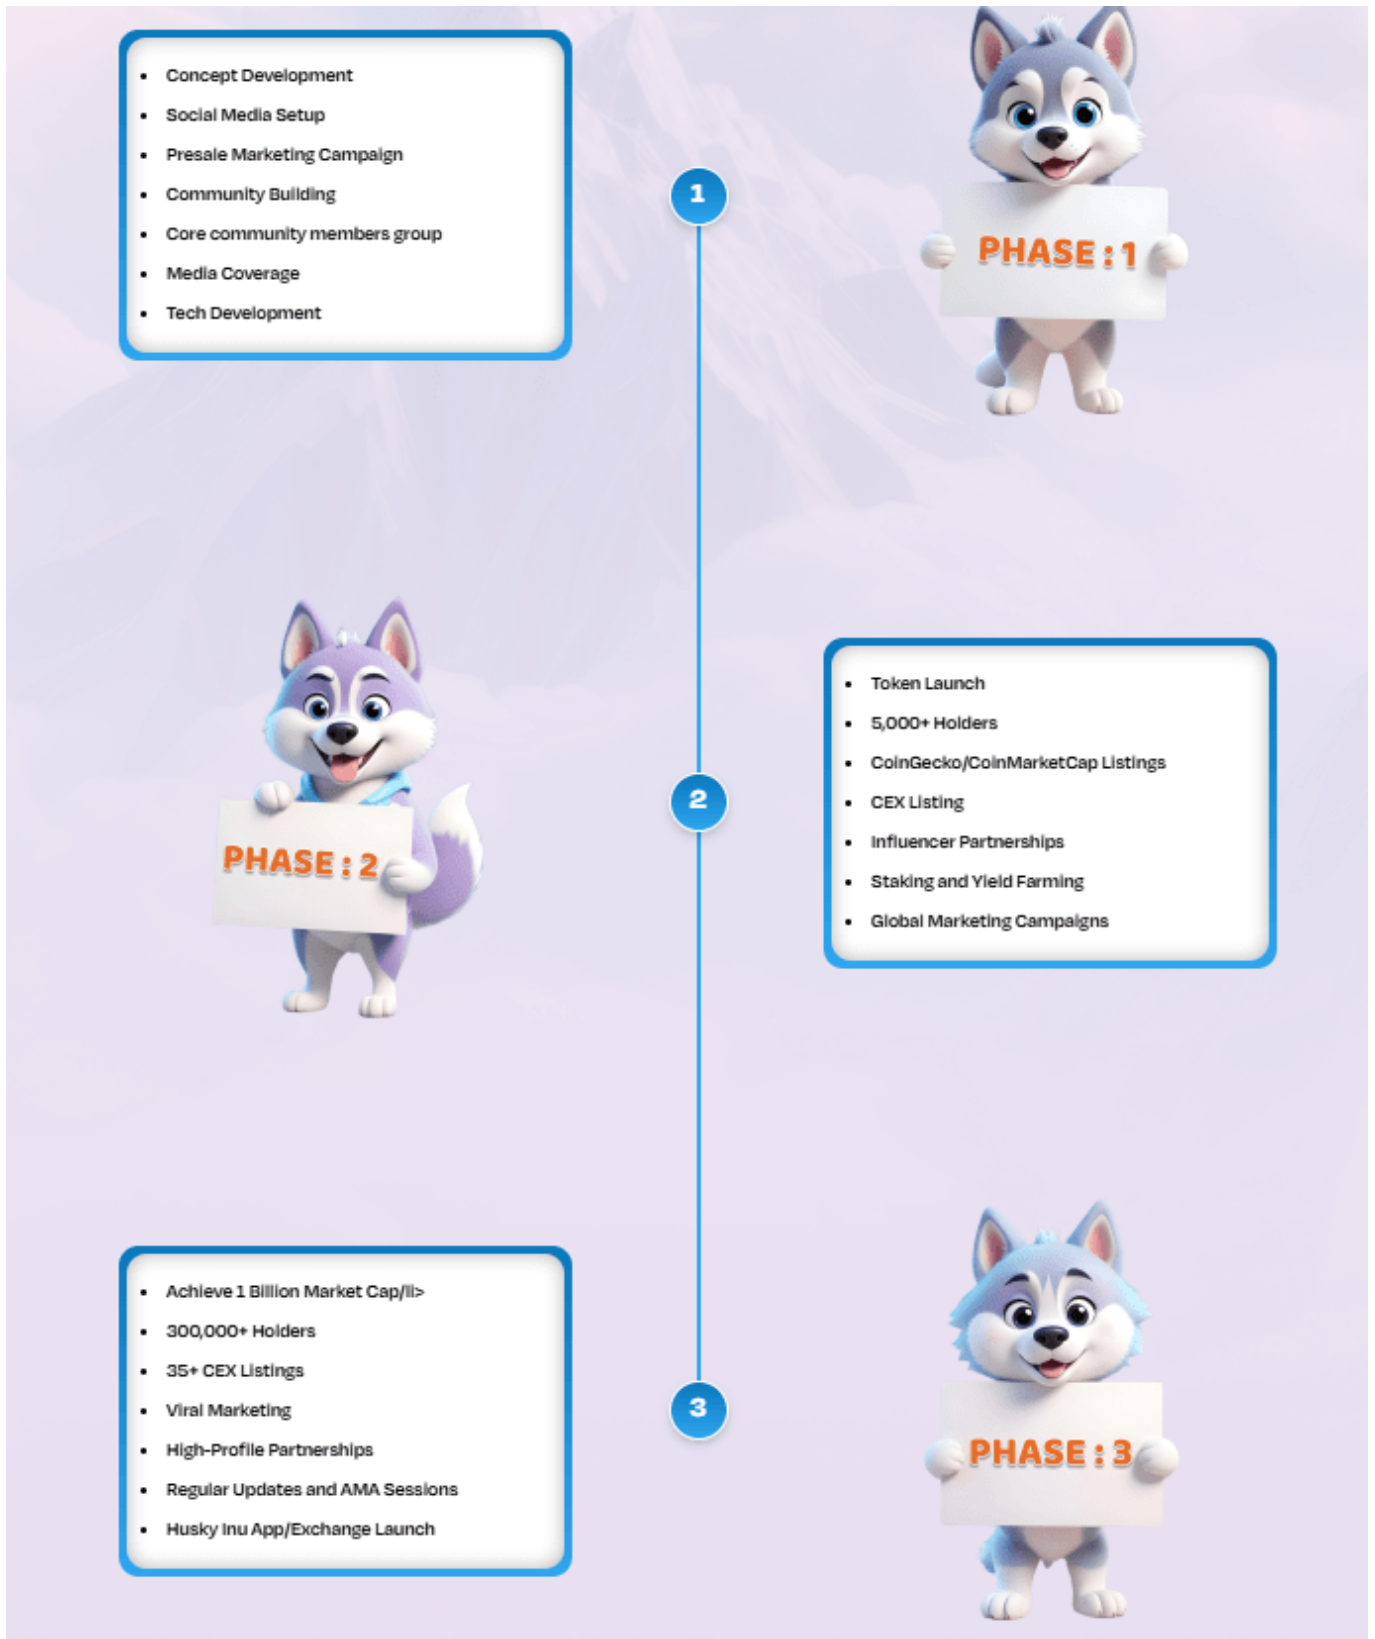 • Concept Development
• Social Media Setup
• Presale Marketing Campaign
• Community Building
• Core community members group
• Media Coverage
• Tech Development
1
PHASE : 1
PHASE : 2
2
• Token Launch
• 5,000+ Holders
• CoinGecko/CoinMarketCap Listings
• CEX Listing
• Influencer Partnerships
• Staking and Yield Farming
• Global Marketing Campaigns
• Achieve 1 Billion Market Cap/li>
• 300,000+ Holders
• 35+ CEX Listings
• Viral Marketing
• High-Profile Partnerships
• Regular Updates and AMA Sessions
• Husky Inu App/Exchange Launch
3
PHASE : 3